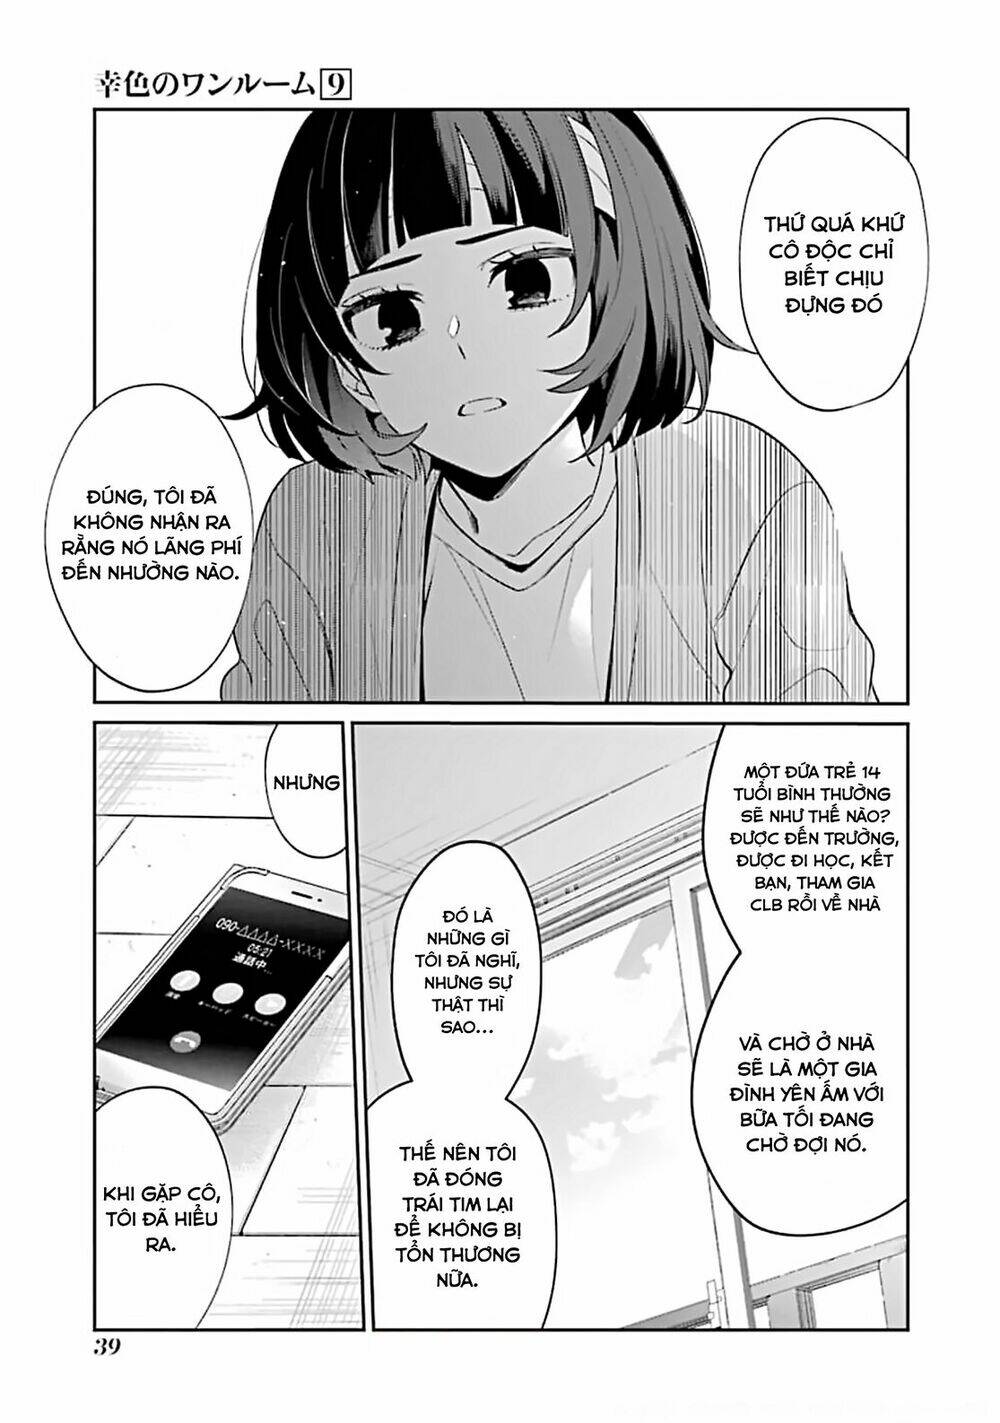 幸色のワンルーム 9
THỨ QUÁ KHỨ
CÔ ĐỘC CHỈ
BIẾT CHỊU
ĐỰNG ĐÓ
ĐÚNG, TÔI ĐÃ
KHÔNG NHẬN RA
RẰNG NÓ LÃNG PHÍ
ĐẾN NHƯỜNG NÀO.
MỘT ĐỨA TRẺ 14
TUỔI BÌNH THƯỜNG
SẼ NHƯ THẾ NÀO?
ĐƯỢC ĐẾN TRƯỜNG,
ĐƯỢC ĐI HỌC, KẾT
BẠN, THAM GIA
CLB RỒI VỀ NHÀ
VÀ CHỜ Ở NHÀ
SẼ LÀ MỘT GIA
ĐÌNH YÊN ẤM VỚI
BỮA TỐI ĐANG
CHỜ ĐỢI NÓ.
ĐÓ LÀ
NHỮNG GÌ
TÔI ĐÃ NGHĨ,
NHƯNG SỰ
THẬT THÌ
SAO...
THẾ NÊN TÔI
ĐÃ ĐÓNG
TRÁI TIM LẠI
ĐỂ KHÔNG BỊ
TỔN THƯƠNG
NỮA.
NHƯNG
090-△△△△-××××
05:21
通話中...
KHI GẶP CÔ,
TÔI ĐÃ HIỂU
RA.
39